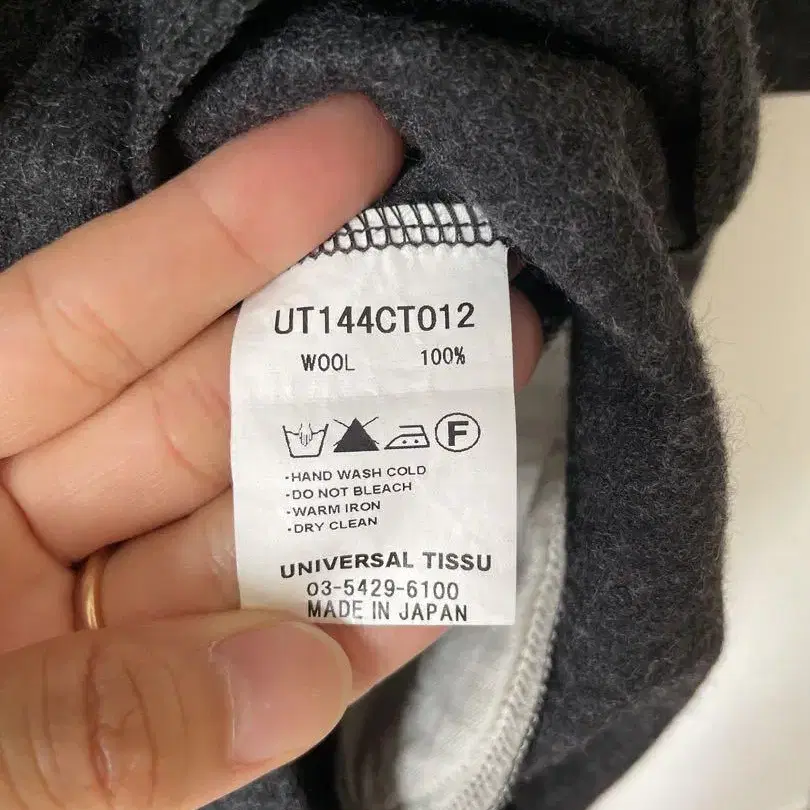 UT144CT012
WOOL 100%
F
·HAND WASH COLD
·DO NOT BLEACH
·WARM IRON
·DRY CLEAN
UNIVERSAL TISSU
03-5429-6100
MADE IN JAPAN